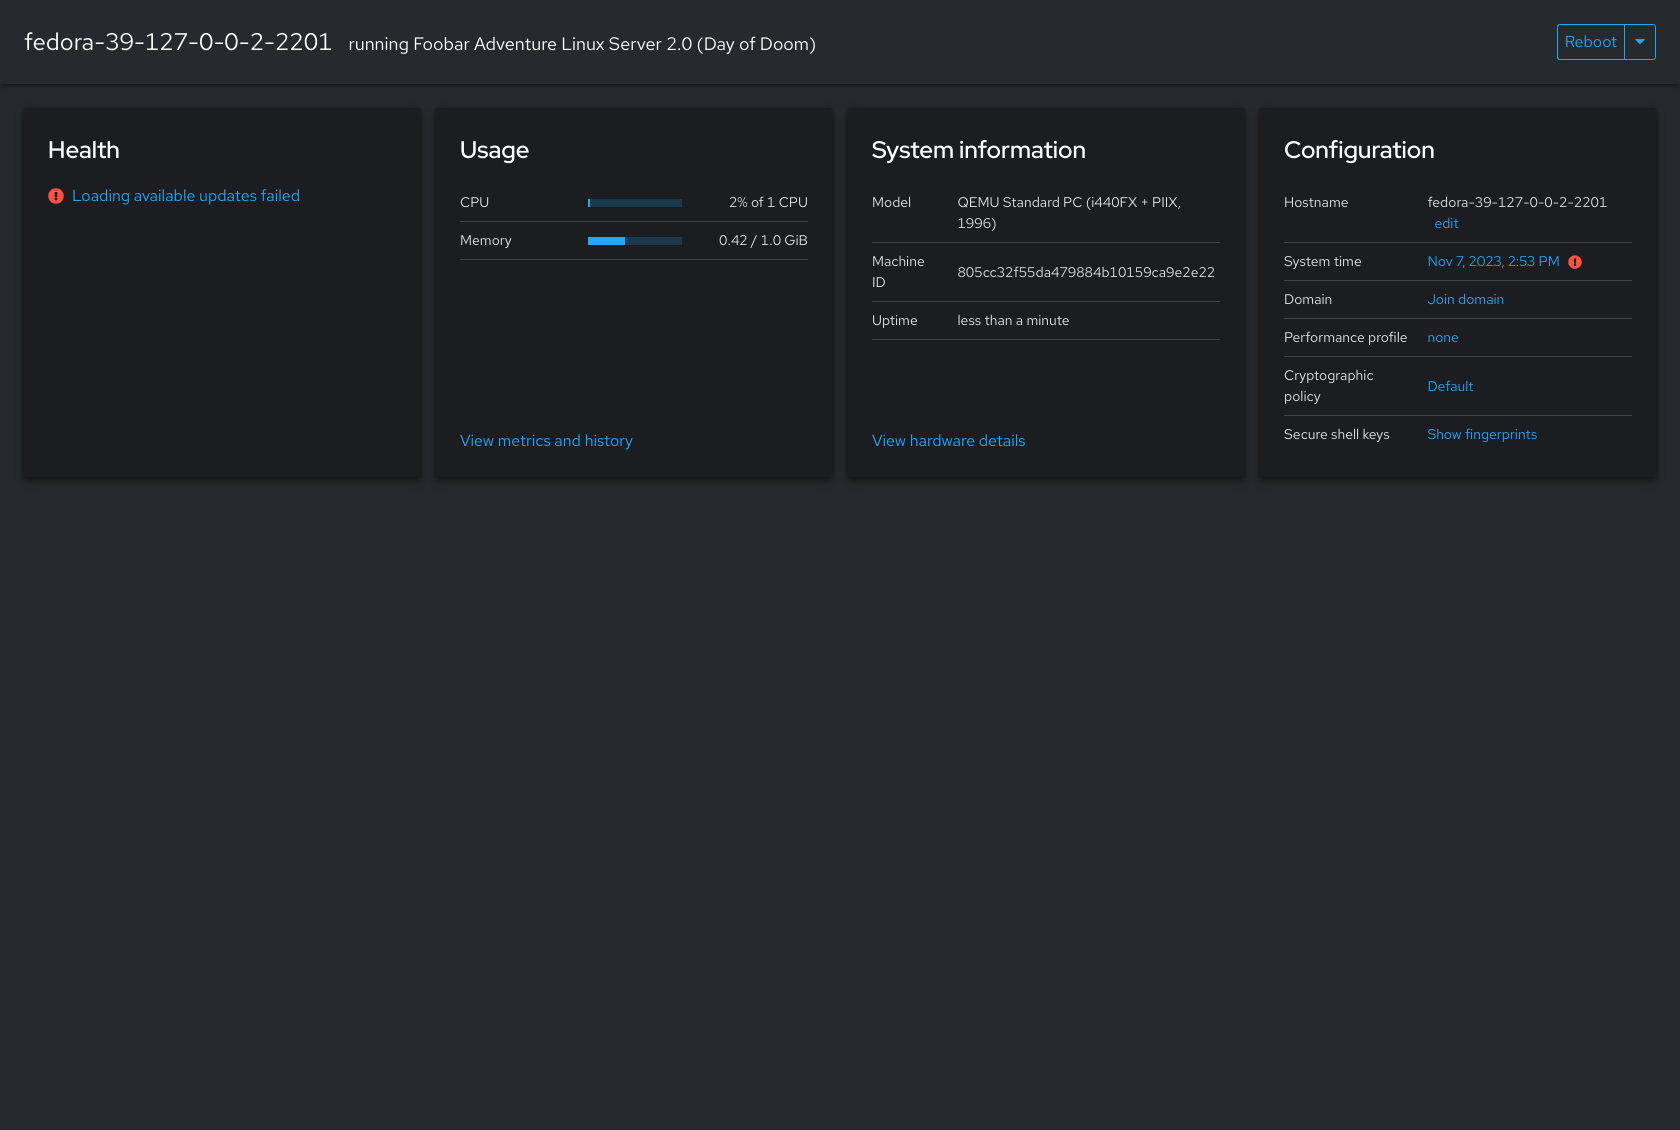 fedora-39-127-0-0-2-2201 running Foobar Adventure Linux Server 2.0 (Day of Doom)
Reboot
Health
Loading available updates failed
Usage
CPU 2% of 1 CPU
Memory 0.42 / 1.0 GiB
View metrics and history
System information
Model QEMU Standard PC (i440FX + PIIX,
1996)
Machine
ID
805cc32f55da479884b10159ca9e2e22
Uptime less than a minute
View hardware details
Configuration
Hostname fedora-39-127-0-0-2-2201
edit
System time Nov 7, 2023, 2:53 PM
Domain Join domain
Performance profile none
Cryptographic
policy
Default
Secure shell keys Show fingerprints